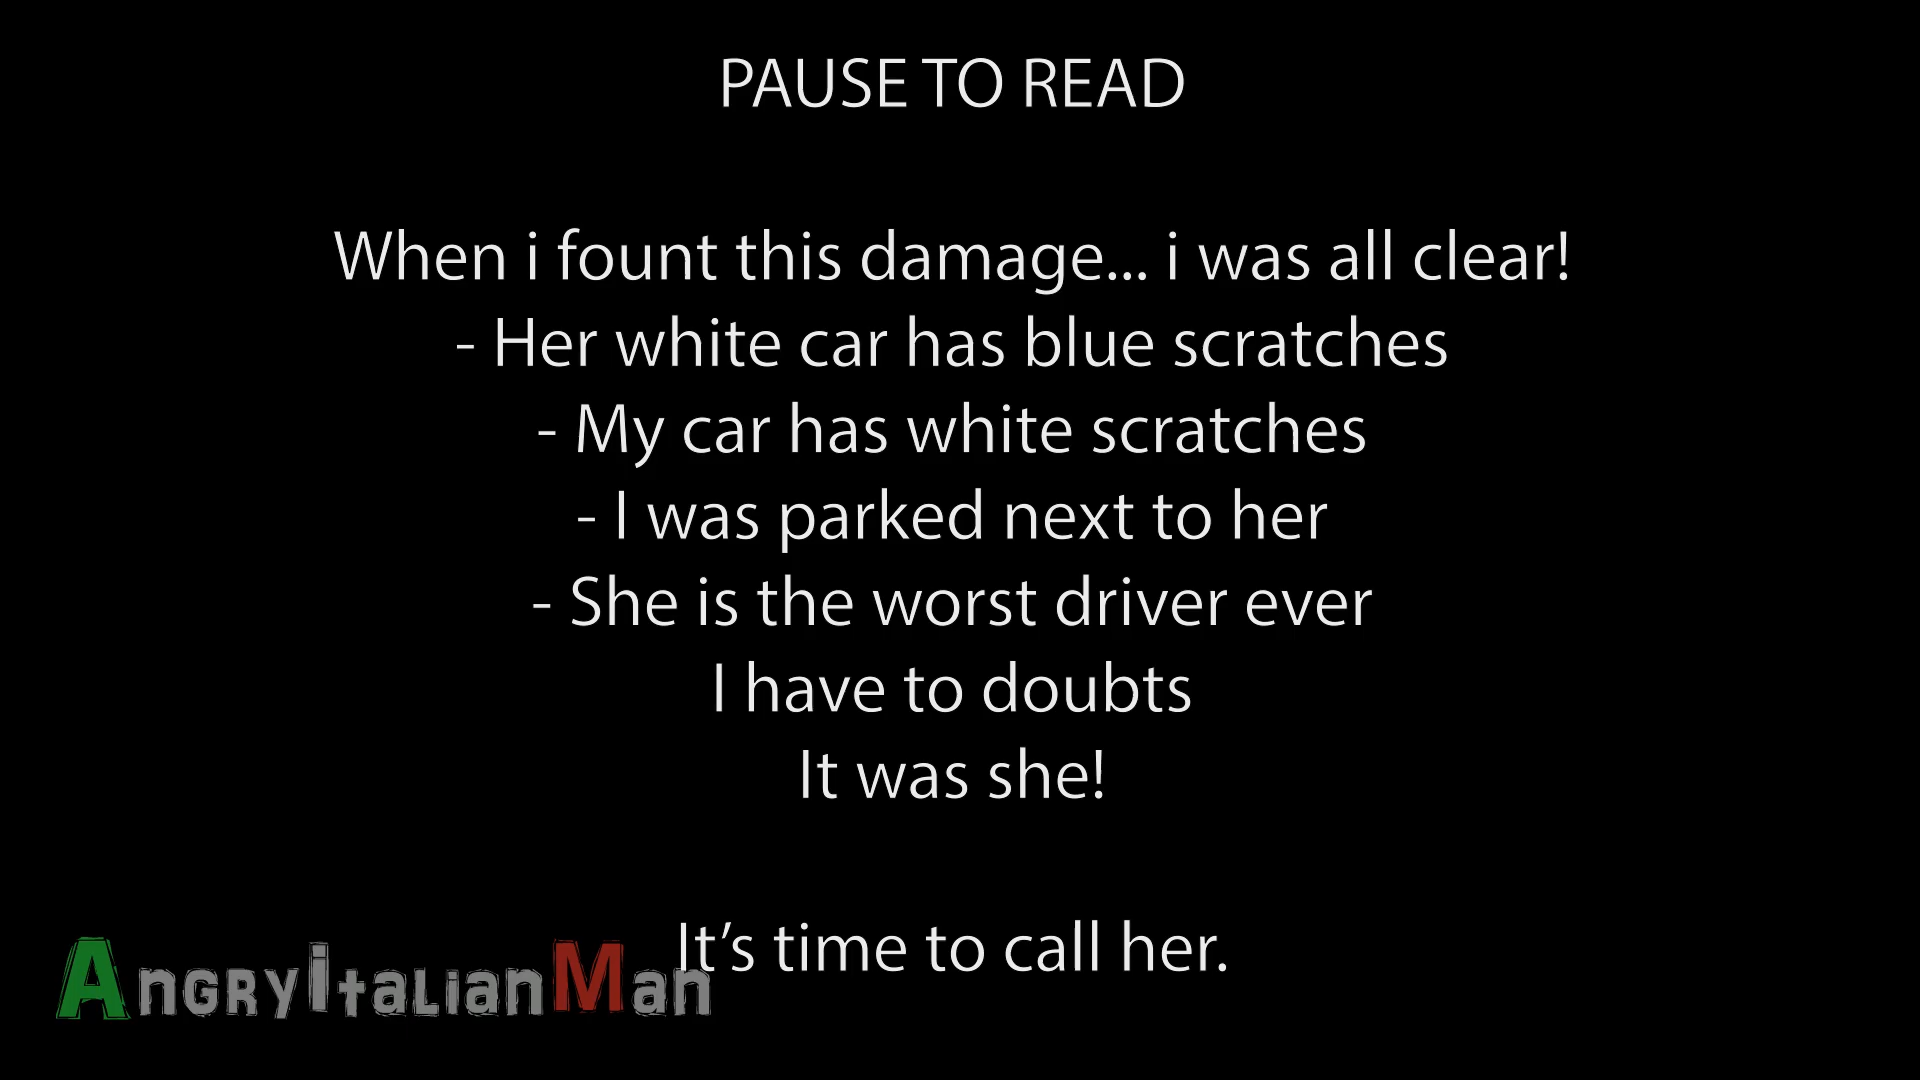 PAUSE TO READ
When i fount this damage... i was all clear!
- Her white car has blue scratches
- My car has white scratches
- I was parked next to her
- She is the worst driver ever
I have to doubts
It was she!
It’s time to call her.
AngryItalianMan